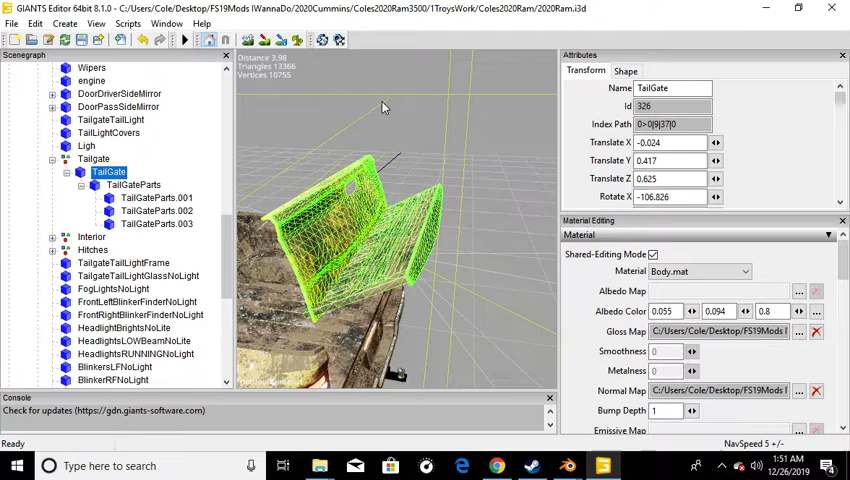 GIANTS Editor 64bit 8.1.0 - C:/Users/Cole/Desktop/FS19Mods IWannaDo/2020Cummins/Coles2020Ram3500/1TroysWork/Coles2020Ram/2020Ram.i3d
File Edit Create View Scripts Window Help
Scenegraph
Wipers
engine
DoorDriverSideMirror
DoorPassSideMirror
TailgateTailLight
TailLightCovers
Ligh
Tailgate
TailGate
TailGateParts
TailGateParts.001
TailGateParts.002
TailGateParts.003
Interior
Hitches
TailgateTailLightFrame
TailgateTailLightGlassNoLight
FogLightsNoLight
FrontLeftBlinkerFinderNoLight
FrontRightBlinkerFinderNoLight
HeadlightBrightsNoLite
HeadlightsLOWBeamNoLite
HeadlightsRUNNINGNoLight
BlinkersLFNoLight
BlinkerRFNoLight
Distance 3.98
Triangles 13366
Vertices 10755
Attributes
Transform Shape
Name TailGate
Id 326
Index Path 0>0|9|37|0
Translate X -0.024
Translate Y 0.417
Translate Z 0.625
Rotate X -106.826
Material Editing
Material
Shared-Editing Mode
Material Body.mat
Albedo Map ...
Albedo Color 0.055 0.094 0.8 ...
Gloss Map C:/Users/Cole/Desktop/FS19Mods I ...
Smoothness 0
Metalness 0
Normal Map C:/Users/Cole/Desktop/FS19Mods I ...
Bump Depth 1
Emissive Map
Console
Check for updates (https://gdn.giants-software.com)
Ready NavSpeed 5 +/-
Type here to search
1:51 AM
12/26/2019
4